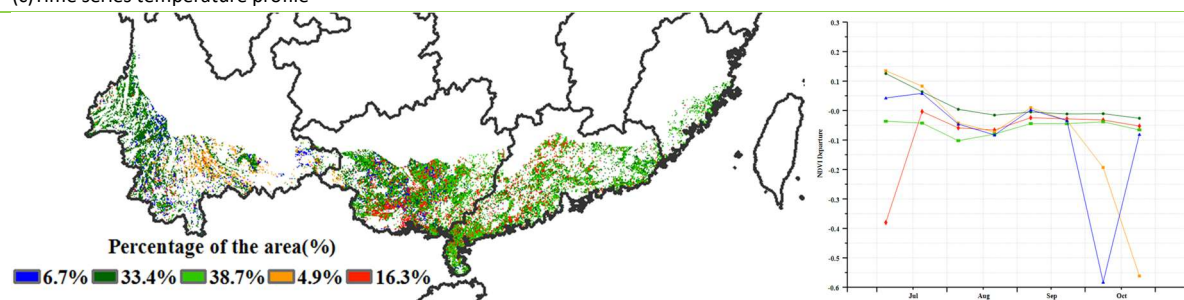 (c)Time series temperature profile
Percentage of the area(%)
6.7% 33.4% 38.7% 4.9% 16.3%
NDVI Departure
0.3
0.2
0.1
-0.0
-0.1
-0.2
-0.3
-0.4
-0.5
-0.6
Jul Aug Sep Oct